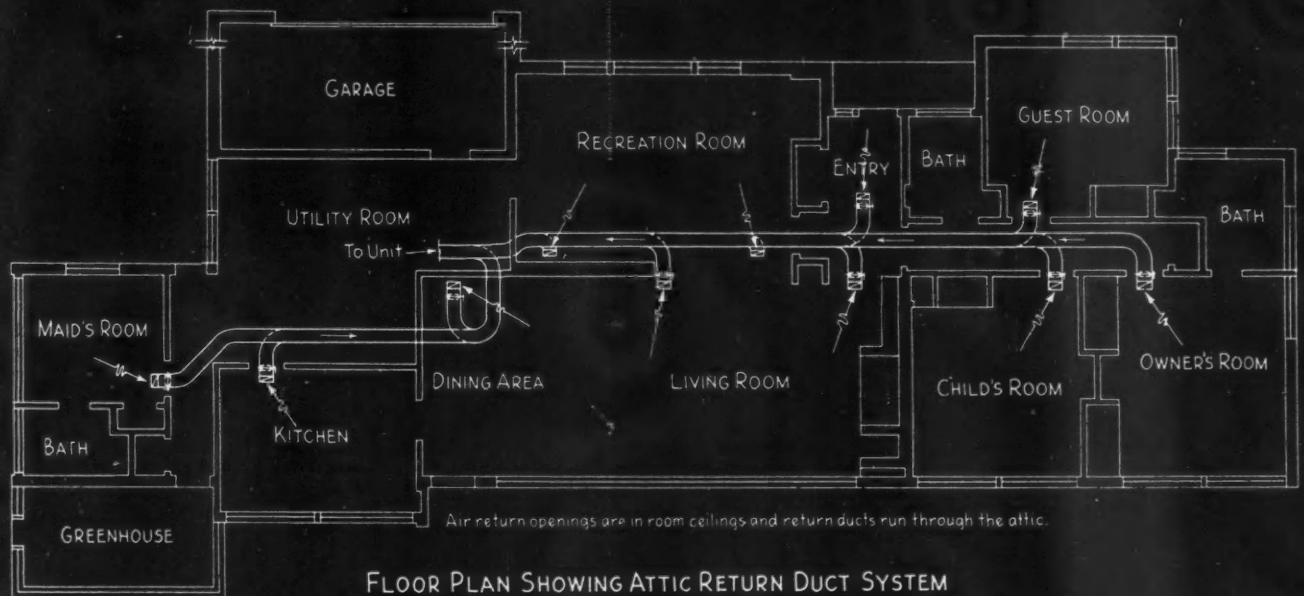 GARAGE
RECREATION ROOM
GUEST ROOM
ENTRY
BATH
UTILITY ROOM
BATH
To Unit
MAID'S ROOM
OWNER'S ROOM
DINING AREA
LIVING ROOM
CHILD'S ROOM
KITCHEN
BATH
Air return openings are in room ceilings and return ducts run through the attic.
GREENHOUSE
FLOOR PLAN SHOWING ATTIC RETURN DUCT SYSTEM